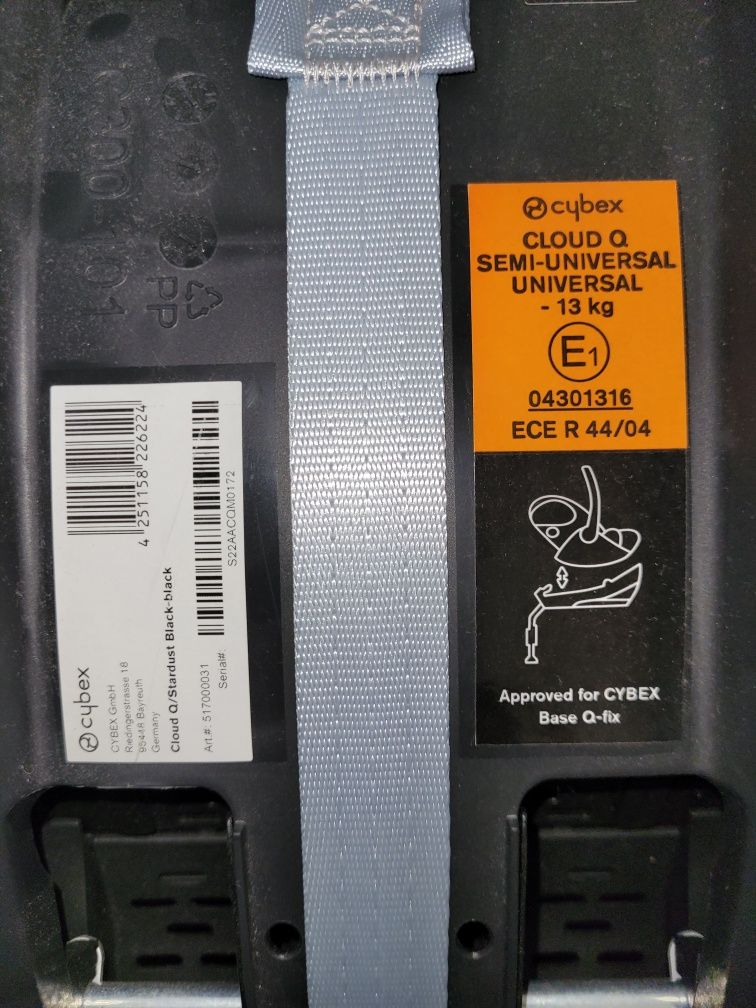 cybex
CLOUD Q
SEMI-UNIVERSAL
UNIVERSAL
- 13 kg
E1
04301316
ECE R 44/04
Approved for CYBEX
Base Q-fix
PP
4 251158 226224
cybex
CYBEX GmbH
Riedingerstrasse 18
95448 Bayreuth
Germany
Cloud Q/Stardust Black-black
Art.#: 517000031
Serial#:
S22AACQM0172